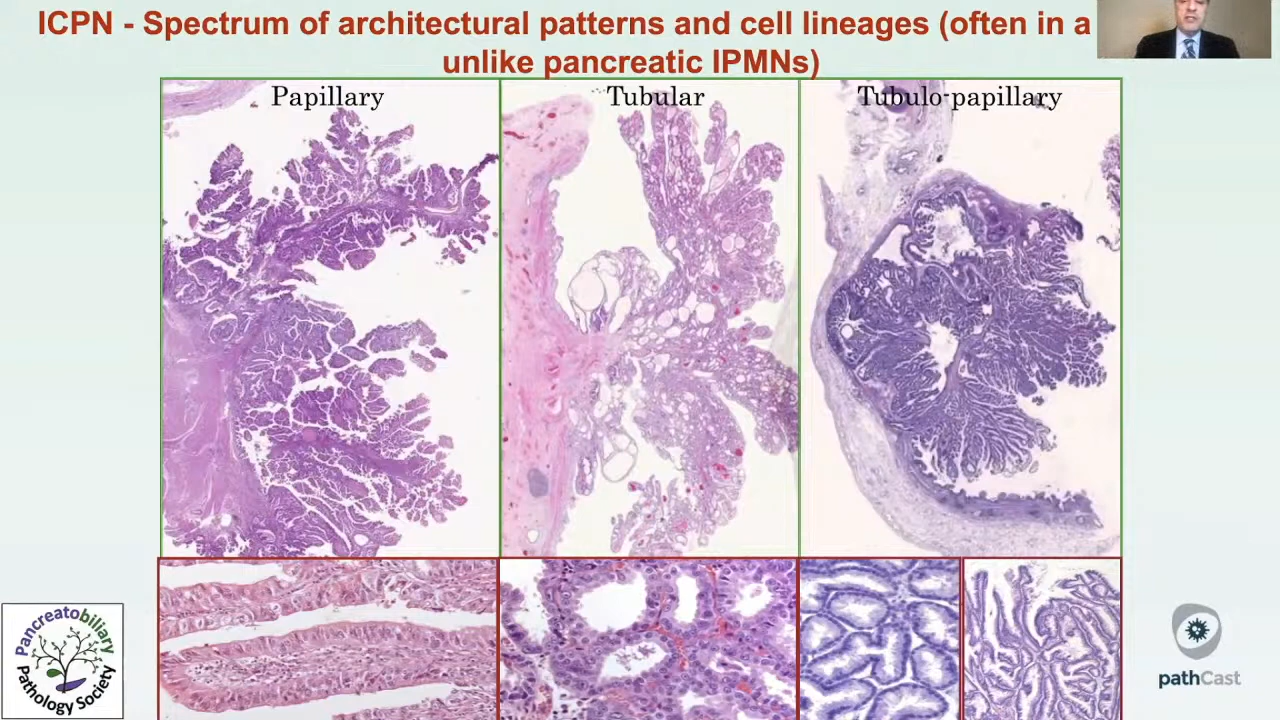 ICPN - Spectrum of architectural patterns and cell lineages (often in a
unlike pancreatic IPMNs)
Papillary
Tubular
Tubulo-papillary
Pancreatobiliary
Pathology Society
pathCast